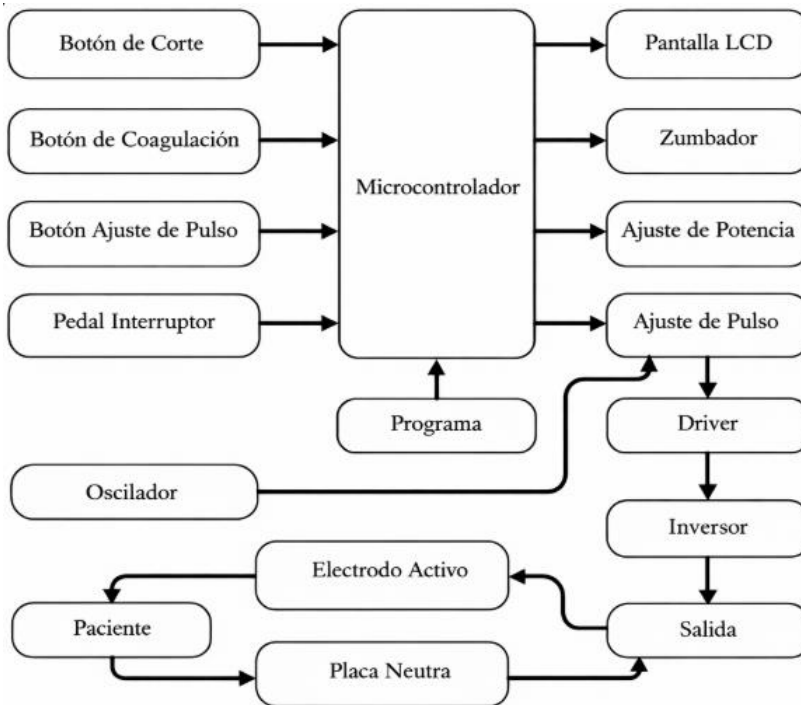 Botón de Corte
Pantalla LCD
Botón de Coagulación
Zumbador
Microcontrolador
Botón Ajuste de Pulso
Ajuste de Potencia
Pedal Interruptor
Ajuste de Pulso
Programa
Driver
Oscilador
Inversor
Electrodo Activo
Paciente
Salida
Placa Neutra